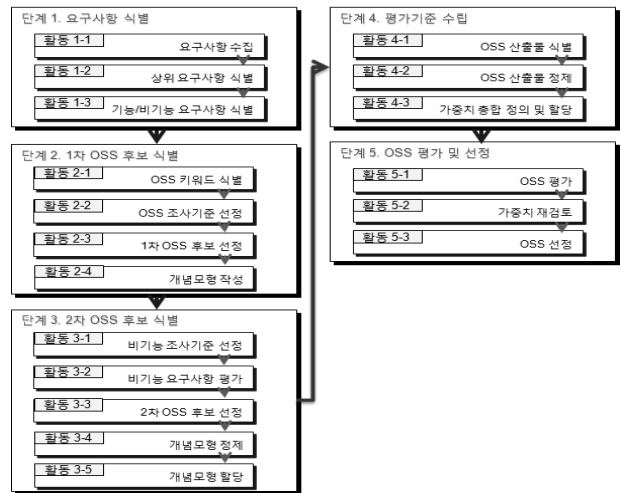 단계 1. 요구사항 식별
활동 1-1
요구사항 수집
활동 1-2
상위 요구사항 식별
활동 1-3
기능/비기능 요구사항 식별
단계 2. 1차 OSS 후보 식별
활동 2-1
OSS 키워드 식별
활동 2-2
OSS 조사기준 선정
활동 2-3
1차 OSS 후보 선정
활동 2-4
개념모형 작성
단계 3. 2차 OSS 후보 식별
활동 3-1
비기능 조사기준 선정
활동 3-2
비기능 요구사항 평가
활동 3-3
2차 OSS 후보 선정
활동 3-4
개념모형 정제
활동 3-5
개념모형 할당
단계 4. 평가기준 수립
활동 4-1
OSS 산출물 식별
활동 4-2
OSS 산출물 정제
활동 4-3
가중치 총합 정의 및 할당
단계 5. OSS 평가 및 선정
활동 5-1
OSS 평가
활동 5-2
가중치 재검토
활동 5-3
OSS 선정